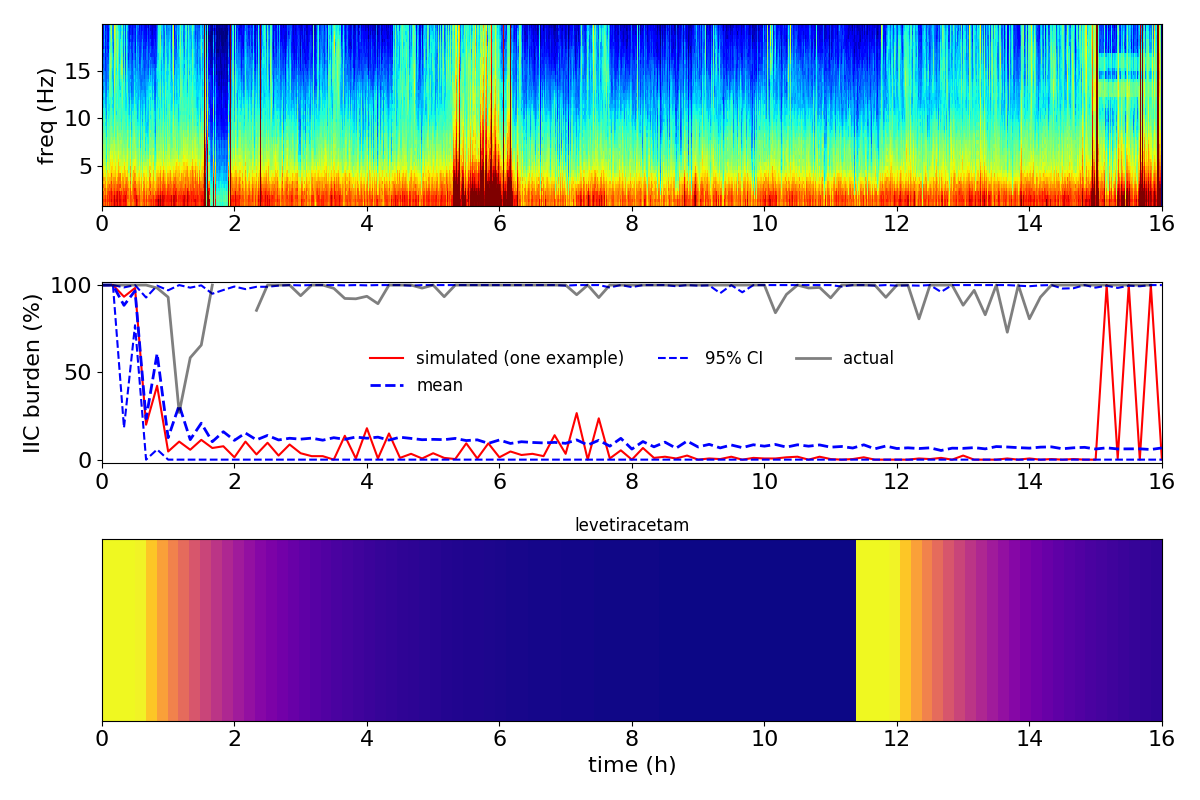 freq (Hz)
15
10
5
0 2 4 6 8 10 12 14 16
IIC burden (%)
100
50
0
simulated (one example) 95% CI actual
mean
0 2 4 6 8 10 12 14 16
levetiracetam
0 2 4 6 8 10 12 14 16
time (h)